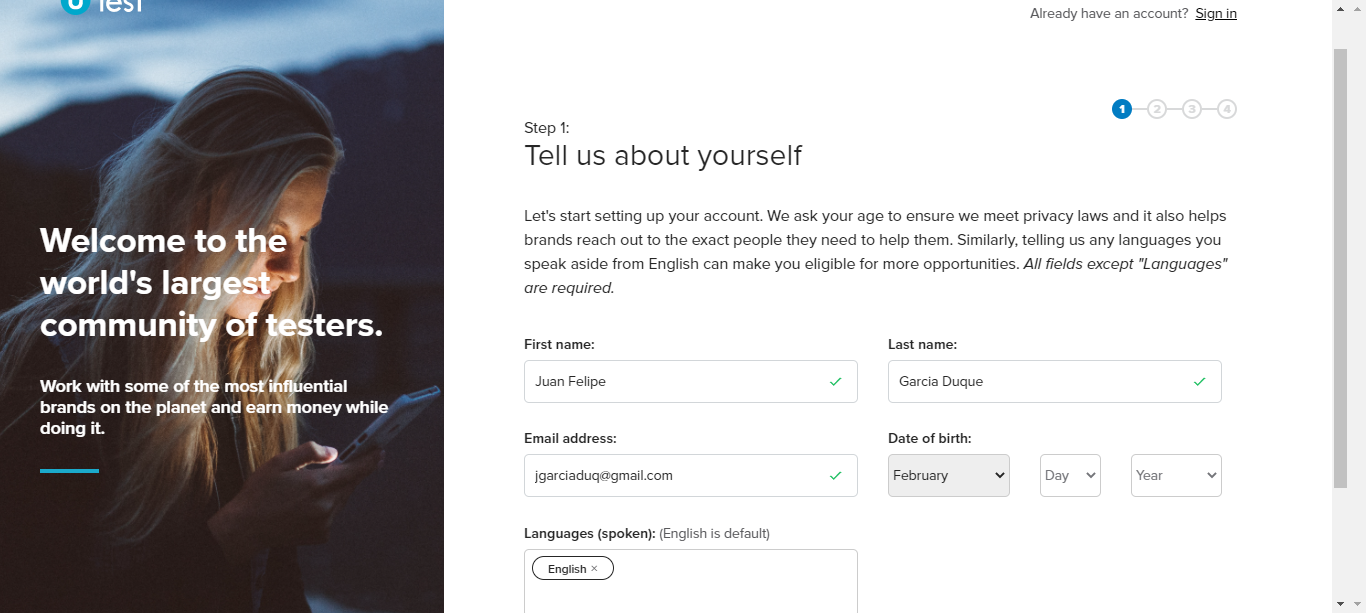 Test
Already have an account? Sign in
1 2 3 4
Step 1:
Tell us about yourself
Let's start setting up your account. We ask your age to ensure we meet privacy laws and it also helps
brands reach out to the exact people they need to help them. Similarly, telling us any languages you
speak aside from English can make you eligible for more opportunities. All fields except "Languages"
are required.
Welcome to the
world's largest
community of testers.
Work with some of the most influential
brands on the planet and earn money while
doing it.
First name:
Last name:
Juan Felipe
Garcia Duque
Email address:
Date of birth:
jgarciaduq@gmail.com
February
Day
Year
Languages (spoken): (English is default)
English ×